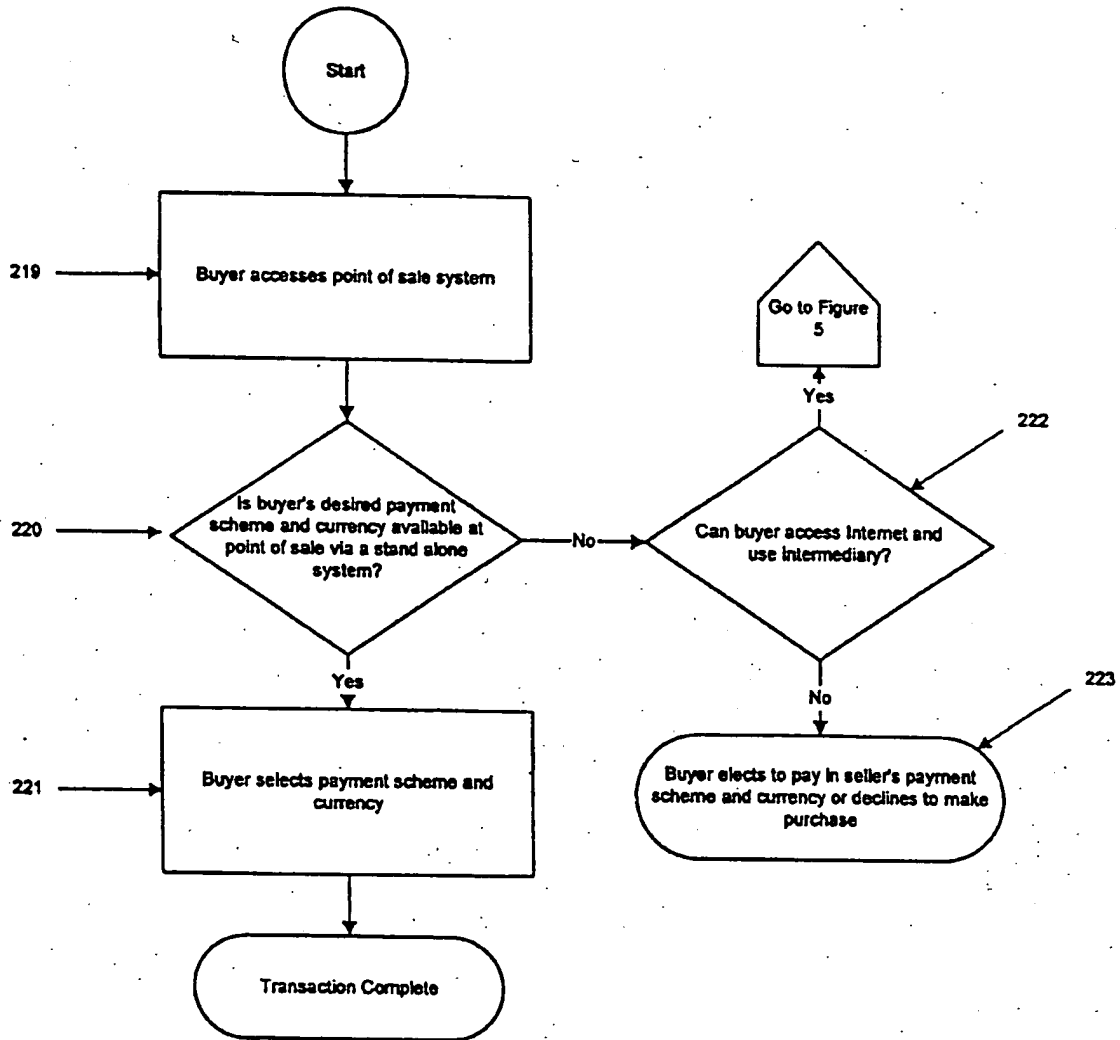 Start
219
Buyer accesses point of sale system
Go to Figure
5
Yes
222
220
Is buyer's desired payment
scheme and currency available at
point of sale via a stand alone
system?
No
Can buyer access Internet and
use intermediary?
Yes
No
223
221
Buyer selects payment scheme and
currency
Buyer elects to pay in seller's payment
scheme and currency or declines to make
purchase
Transaction Complete